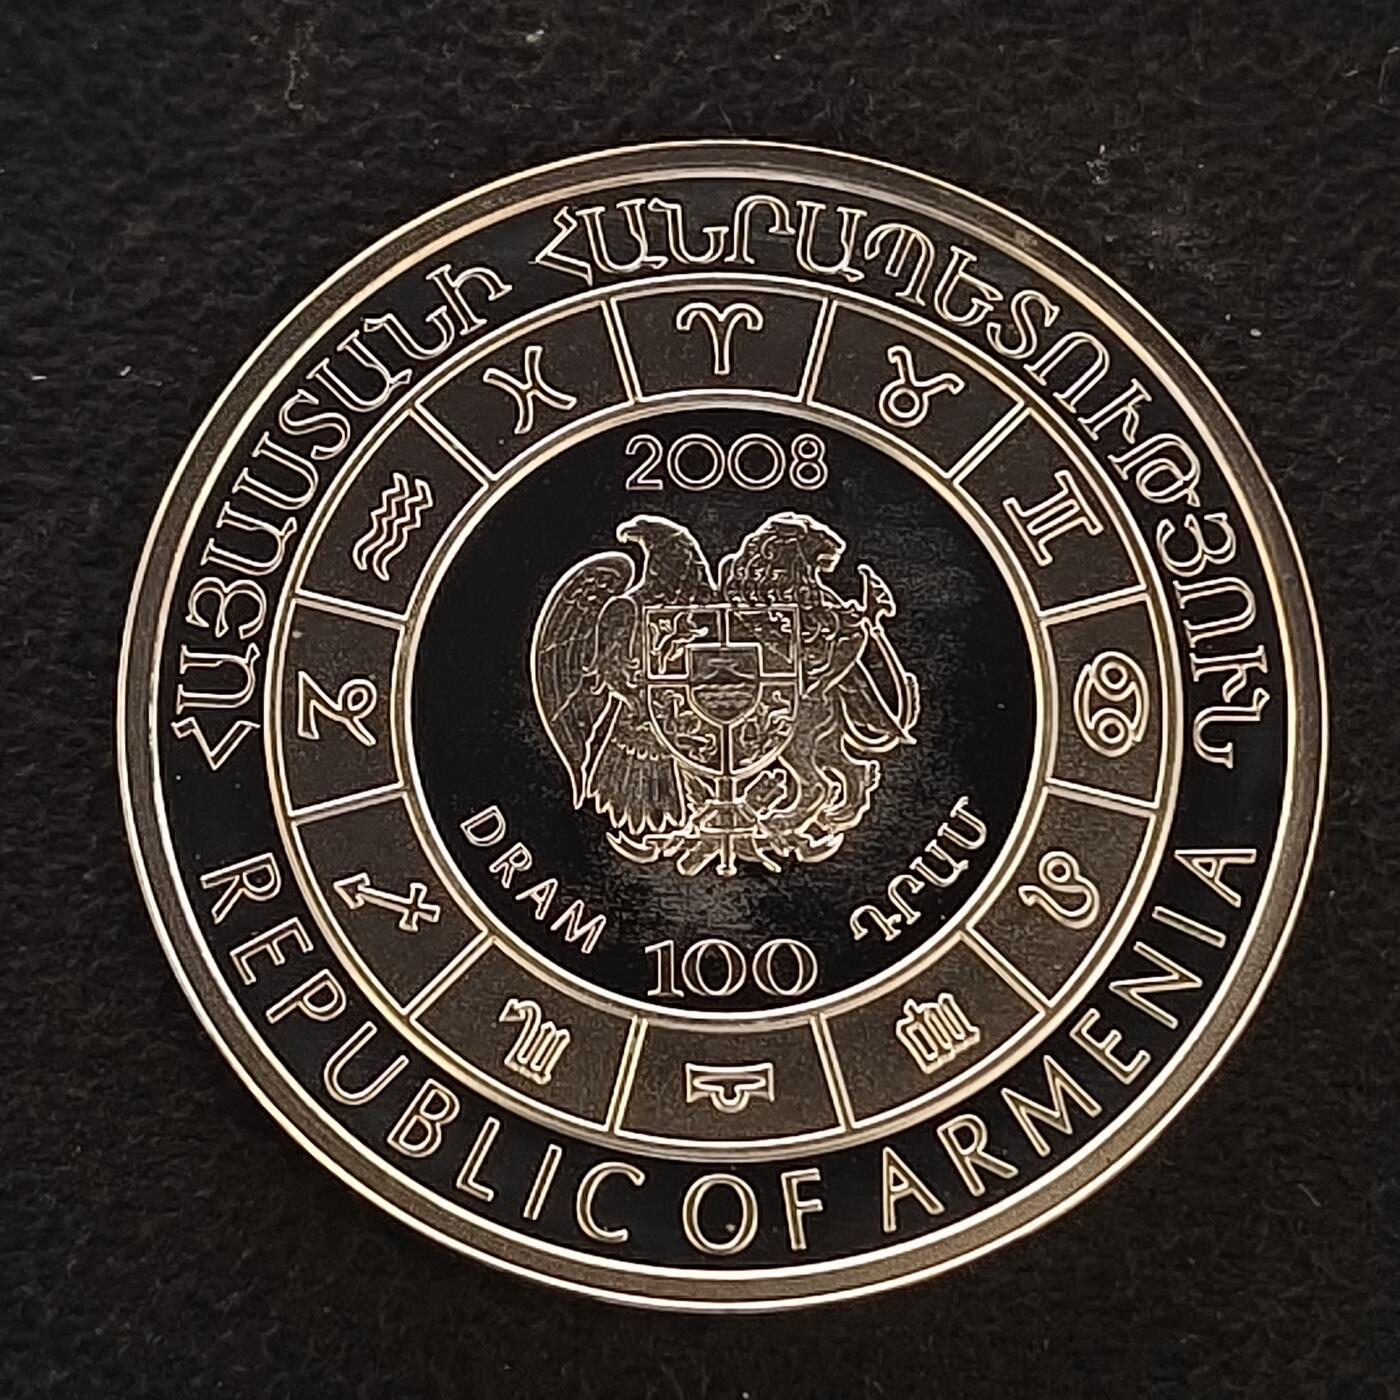 ՀԱՅԱՍՏԱՆԻ ՀԱՆՐԱՊԵՏՈՒԹՅՈՒՆ
2008
DRAM
100
ԴՐԱՄ
REPUBLIC OF ARMENIA